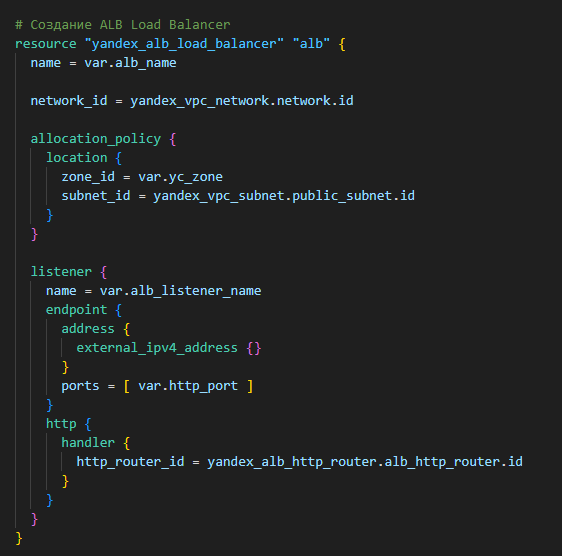 # Создание ALB Load Balancer
resource "yandex_alb_load_balancer" "alb" {
  name = var.alb_name

  network_id = yandex_vpc_network.network.id

  allocation_policy {
    location {
      zone_id = var.yc_zone
      subnet_id = yandex_vpc_subnet.public_subnet.id
    }
  }

  listener {
    name = var.alb_listener_name
    endpoint {
      address {
        external_ipv4_address {}
      }
      ports = [ var.http_port ]
    }
    http {
      handler {
        http_router_id = yandex_alb_http_router.alb_http_router.id
      }
    }
  }
}